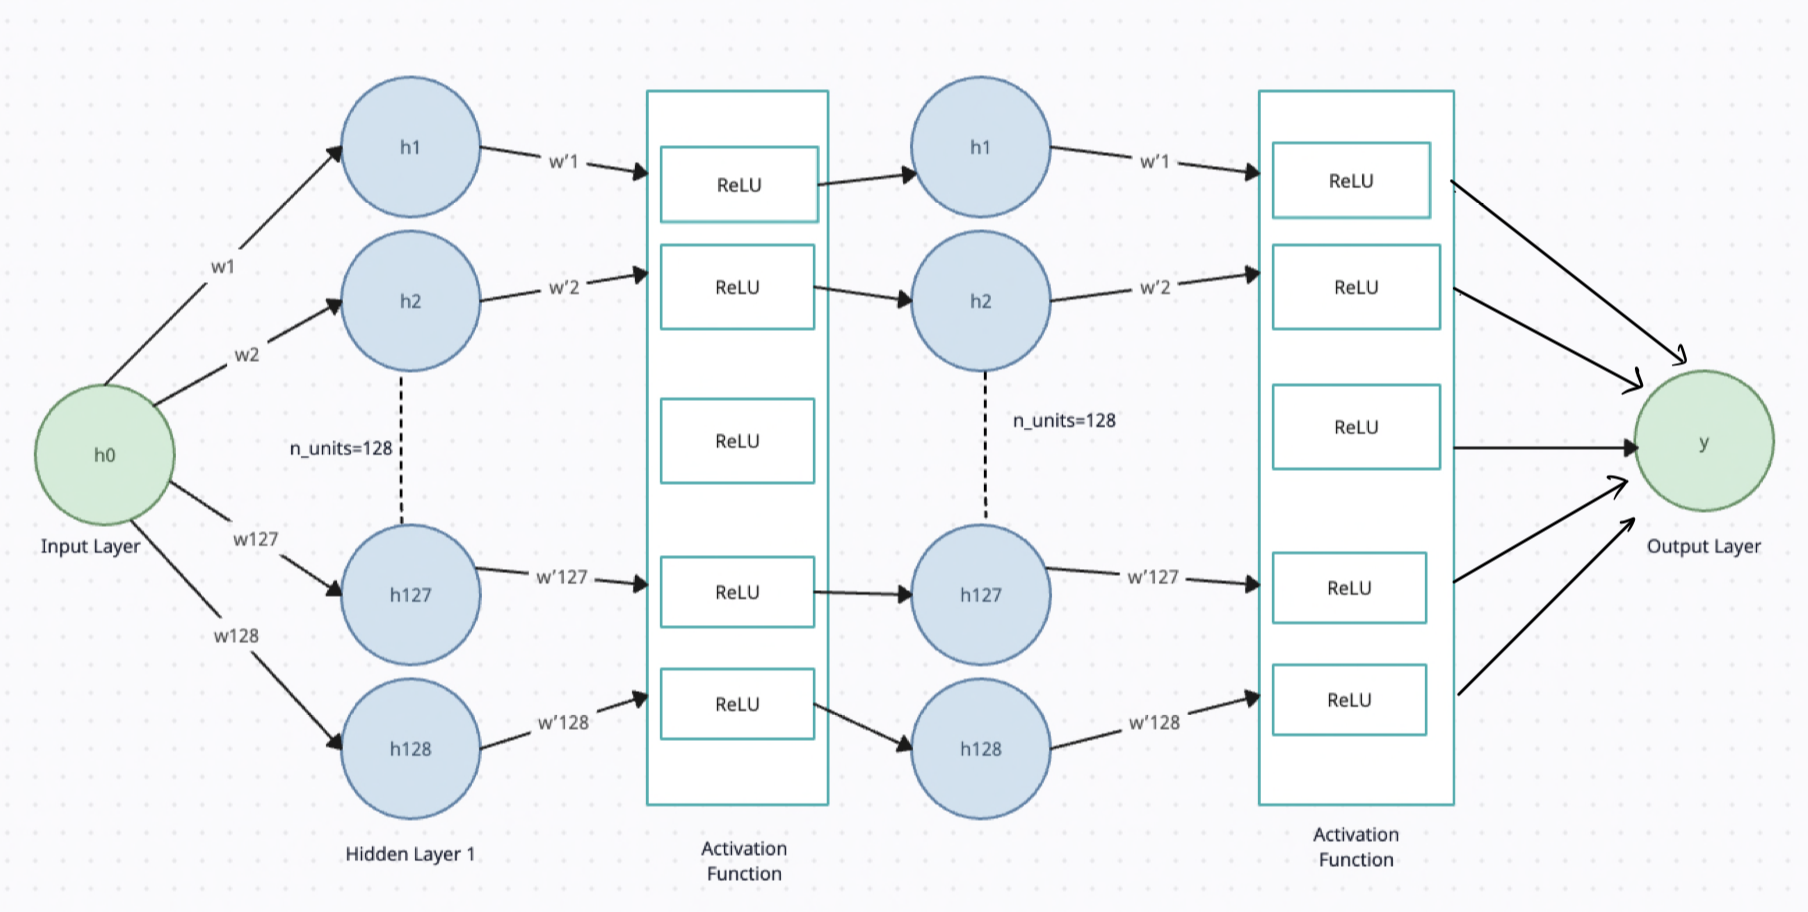 h1
w'1
ReLU
h1
w'1
ReLU
w1
h2
w'2
ReLU
h2
w'2
ReLU
w2
h0
n_units=128
ReLU
n_units=128
ReLU
y
Input Layer
w127
h127
w'127
ReLU
h127
w'127
ReLU
Output Layer
w128
h128
w'128
ReLU
h128
w'128
ReLU
Hidden Layer 1
Activation
Function
Activation
Function